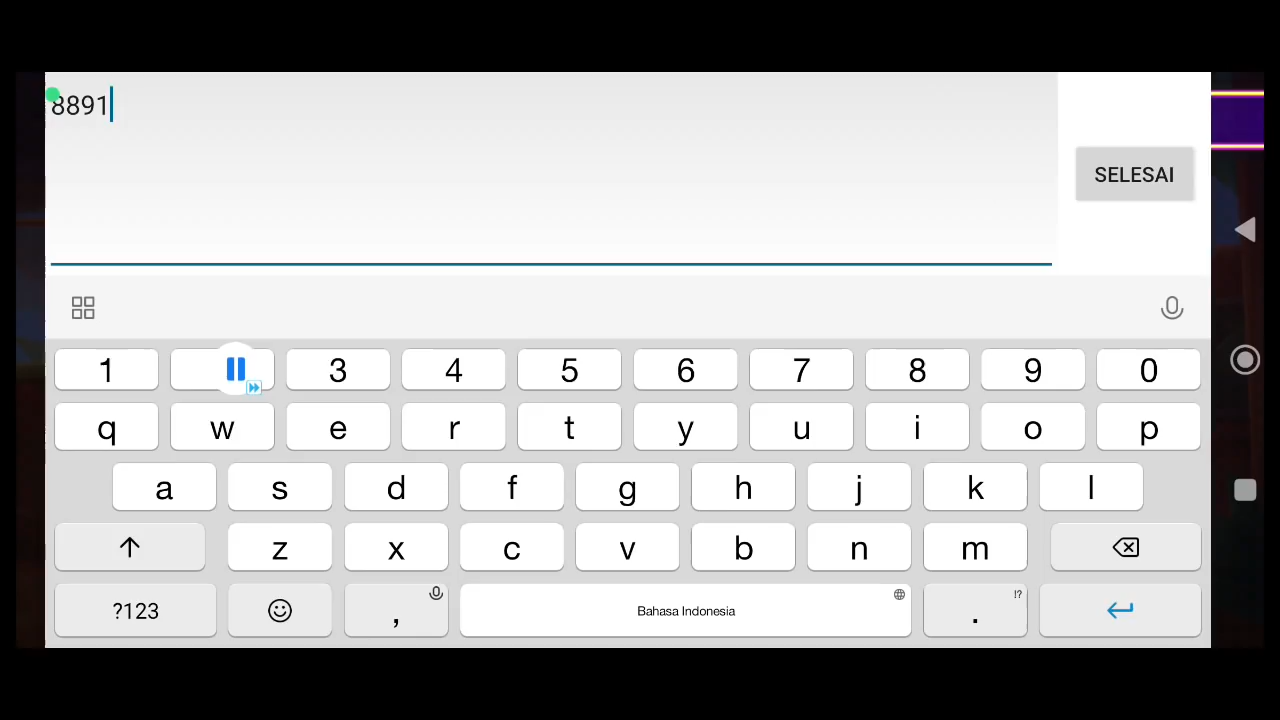 8891
SELESAI
1 3 4 5 6 7 8 9 0
q w e r t y u i o p
a s d f g h j k l
z x c v b n m
?123 , Bahasa Indonesia . !?